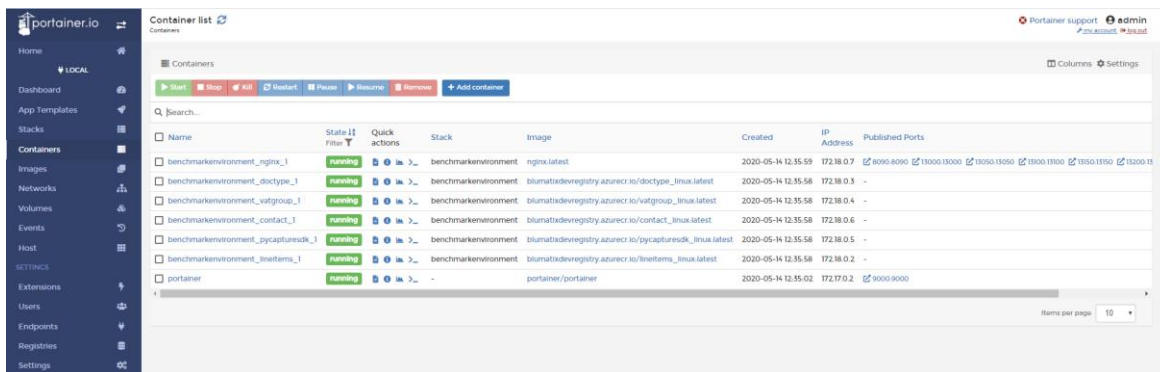 portainer.io
Container list
Containers
Portainer support admin
my account log out
Home
LOCAL
Dashboard
App Templates
Stacks
Containers
Images
Networks
Volumes
Events
Host
SETTINGS
Extensions
Users
Endpoints
Registries
Settings
Containers
Columns Settings
Start Stop Kill Restart Pause Resume Remove + Add container
Search...
Name State Filter Quick actions Stack Image Created IP Address Published Ports
benchmarkenvironment_nginx_1 running benchmarkenvironment nginx:latest 2020-05-14 12:35:59 172.18.0.7 8090:8090 13000:13000 13050:13050 13100:13100 13150:13150 13200:13
benchmarkenvironment_doctype_1 running benchmarkenvironment blumatixdevregistry.azurecr.io/doctype_linux:latest 2020-05-14 12:35:58 172.18.0.3 -
benchmarkenvironment_vatgroup_1 running benchmarkenvironment blumatixdevregistry.azurecr.io/vatgroup_linux:latest 2020-05-14 12:35:58 172.18.0.4 -
benchmarkenvironment_contact_1 running benchmarkenvironment blumatixdevregistry.azurecr.io/contact_linux:latest 2020-05-14 12:35:58 172.18.0.6 -
benchmarkenvironment_pycapturesdk_1 running benchmarkenvironment blumatixdevregistry.azurecr.io/pycapturesdk_linux:latest 2020-05-14 12:35:58 172.18.0.5 -
benchmarkenvironment_lineitems_1 running benchmarkenvironment blumatixdevregistry.azurecr.io/lineitems_linux:latest 2020-05-14 12:35:58 172.18.0.2 -
portainer running - portainer/portainer 2020-05-14 12:35:02 172.17.0.2 9000:9000
Items per page 10